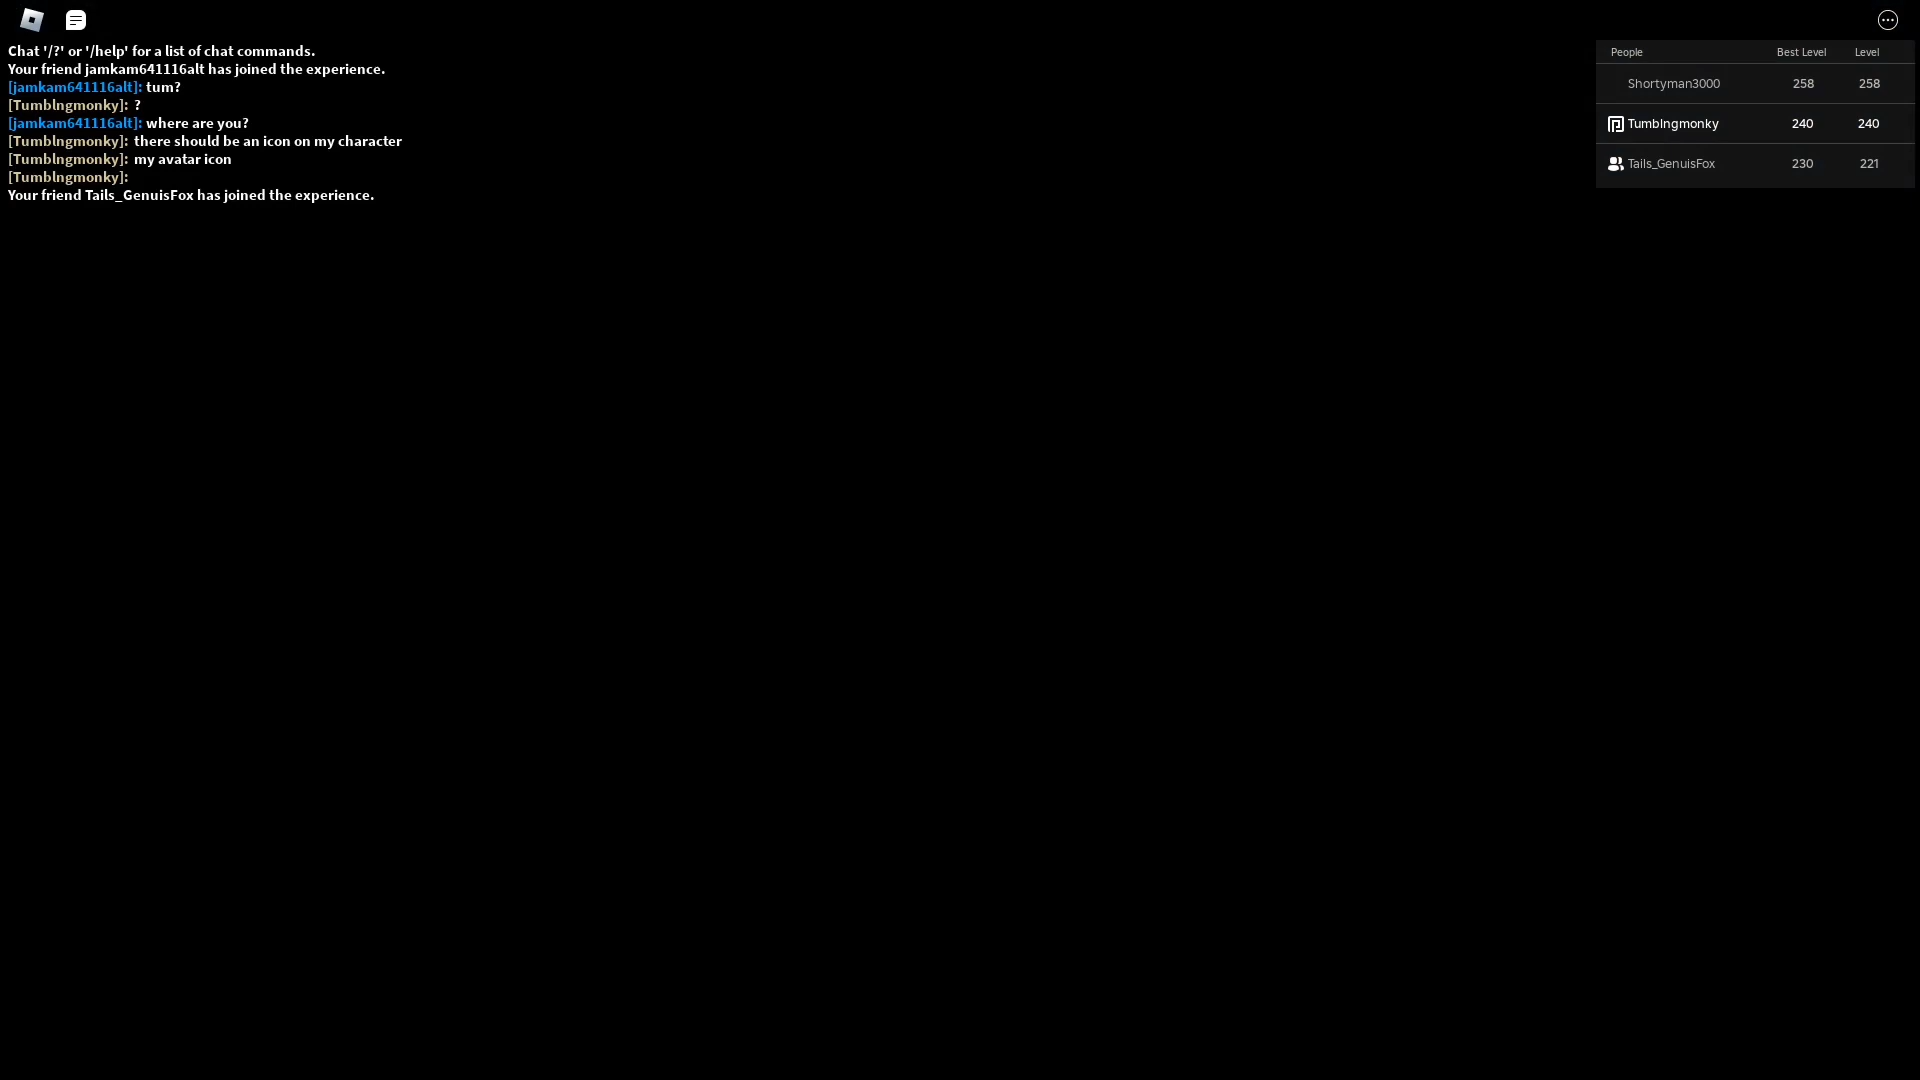 Chat '/?' or '/help' for a list of chat commands.
Your friend jamkam641116alt has joined the experience.
[jamkam641116alt]: tum?
[Tumblngmonky]: ?
[jamkam641116alt]: where are you?
[Tumblngmonky]: there should be an icon on my character
[Tumblngmonky]: my avatar icon
[Tumblngmonky]:
Your friend Tails_GenuisFox has joined the experience.
People Best Level Level
Shortyman3000 258 258
Tumblngmonky 240 240
Tails_GenuisFox 230 221